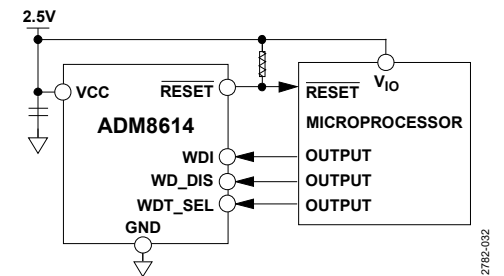 2.5V
VCC
RESET
ADM8614
WDI
WD_DIS
WDT_SEL
GND
VIO
RESET
MICROPROCESSOR
OUTPUT
OUTPUT
OUTPUT
2782-032